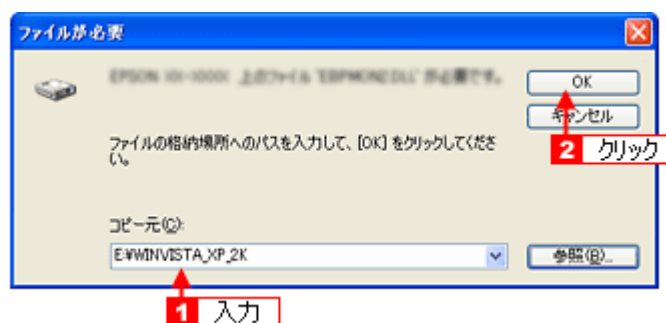 ファイルが必要
OK
キャンセル
ファイルの格納場所へのパスを入力して、[OK] をクリックしてくださ
い。
2 クリック
コピー元(C):
E:¥WINVISTA_XP_2K
参照(B)...
1 入力